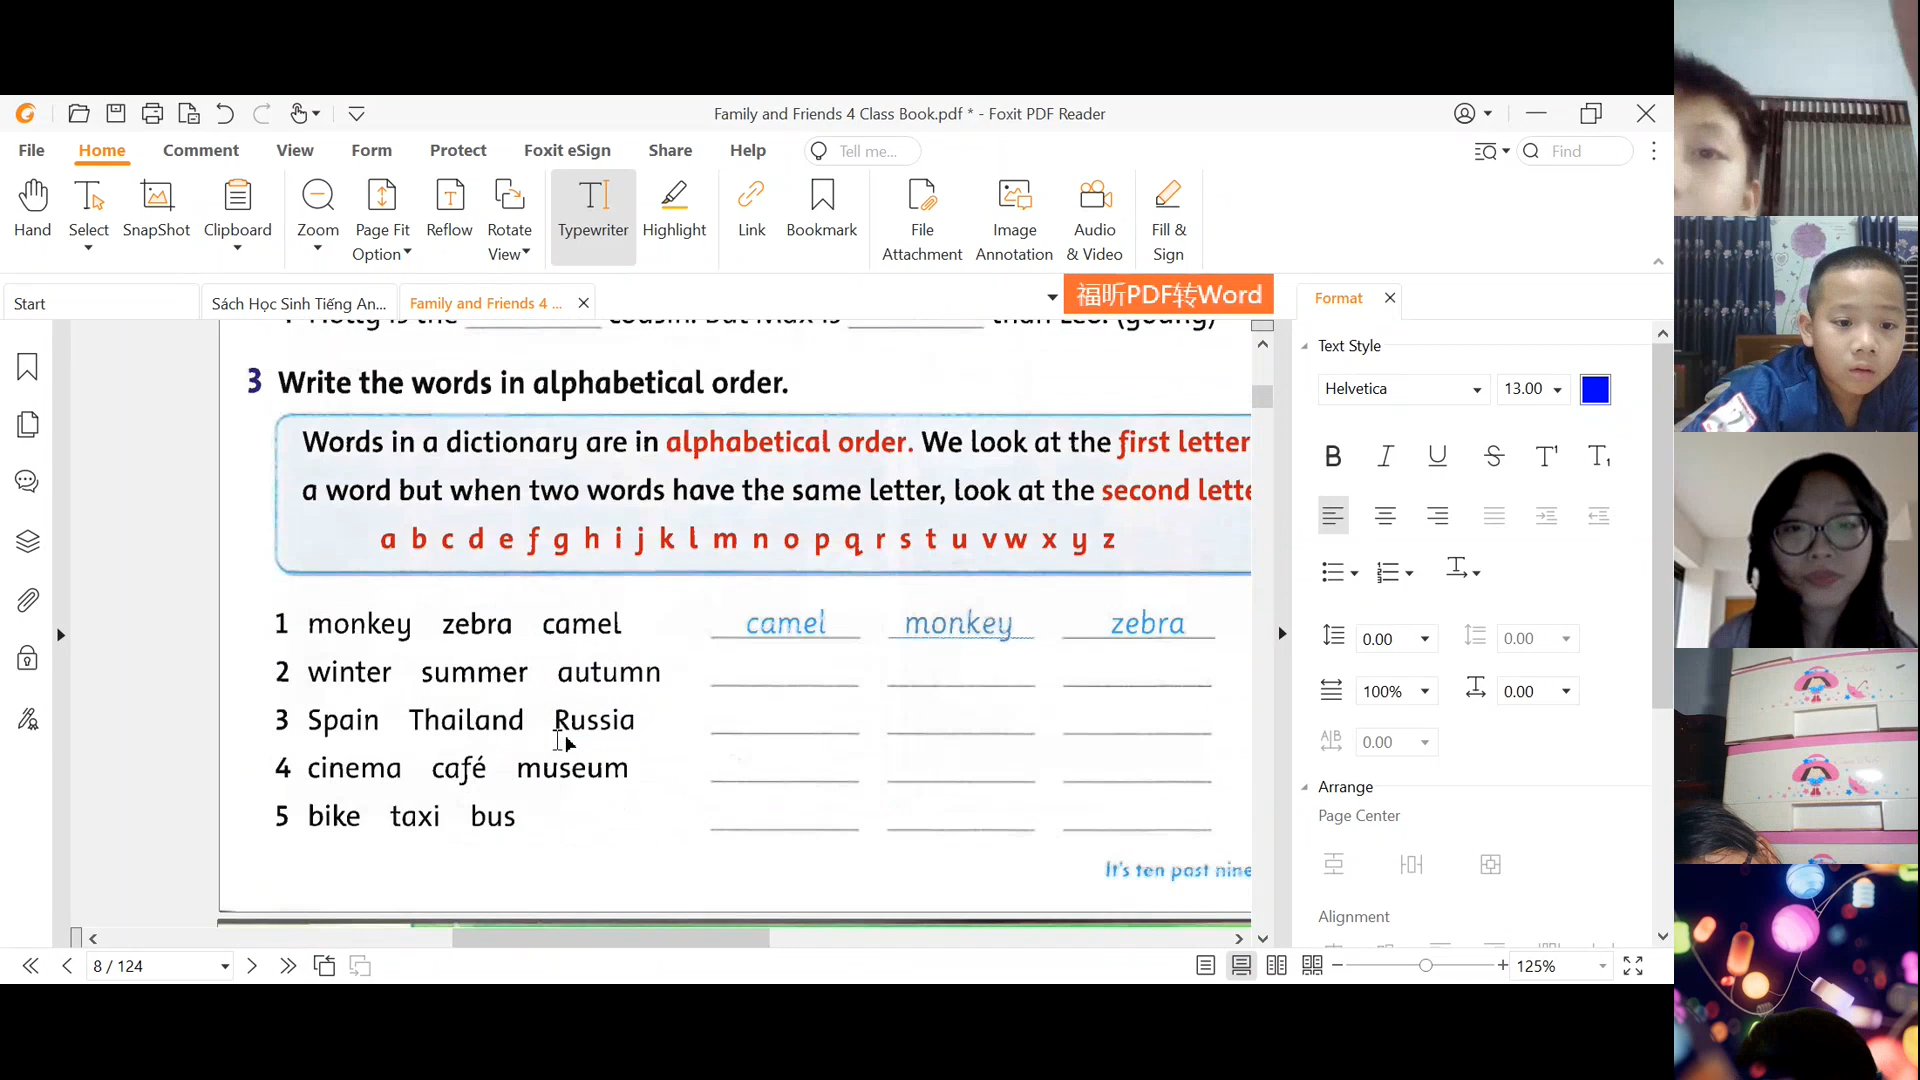 Family and Friends 4 Class Book.pdf * - Foxit PDF Reader
File Home Comment View Form Protect Foxit eSign Share Help Tell me... Find
Hand Select SnapShot Clipboard Zoom Page Fit Option Reflow Rotate View Typewriter Highlight Link Bookmark File Attachment Image Annotation Audio & Video Fill & Sign
Start Sách Học Sinh Tiếng An... Family and Friends 4 ... 福昕PDF转Word Format
3 Write the words in alphabetical order.
Words in a dictionary are in alphabetical order. We look at the first letter
a word but when two words have the same letter, look at the second lette
a b c d e f g h i j k l m n o p q r s t u v w x y z
1 monkey zebra camel camel monkey zebra
2 winter summer autumn
3 Spain Thailand Russia
4 cinema café museum
5 bike taxi bus
It's ten past nine
Text Style
Helvetica 13.00
B I U S T T
0.00 0.00
100% 0.00
A|B 0.00
Arrange
Page Center
Alignment
8 / 124 125%